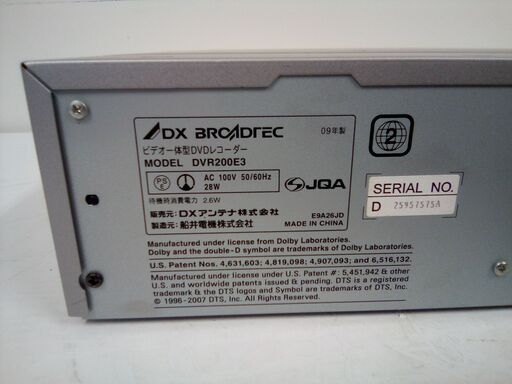 DX BROADTEC
09年製
ビデオ一体型DVDレコーダー
MODEL DVR200E3
PS E
AC 100V 50/60Hz
28W
JQA
2
待機時消費電力 2.6W
SERIAL NO.
D 25957575A
販売元: DXアンテナ株式会社
製造元: 船井電機株式会社
E9A26JD
Manufactured under license from Dolby Laboratories.
Dolby and the double-D symbol are trademarks of Dolby Laboratories.
U.S. Patent Nos. 4,631,603; 4,819,098; 4,907,093; and 6,516,132.
Manufactured under license under U.S. Patent #: 5,451,942 & other
U.S. and worldwide patents issued & pending. DTS is a registered
trademark & the DTS logos and Symbol are trademarks of DTS, Inc.
© 1996-2007 DTS, Inc. All Rights Reserved.